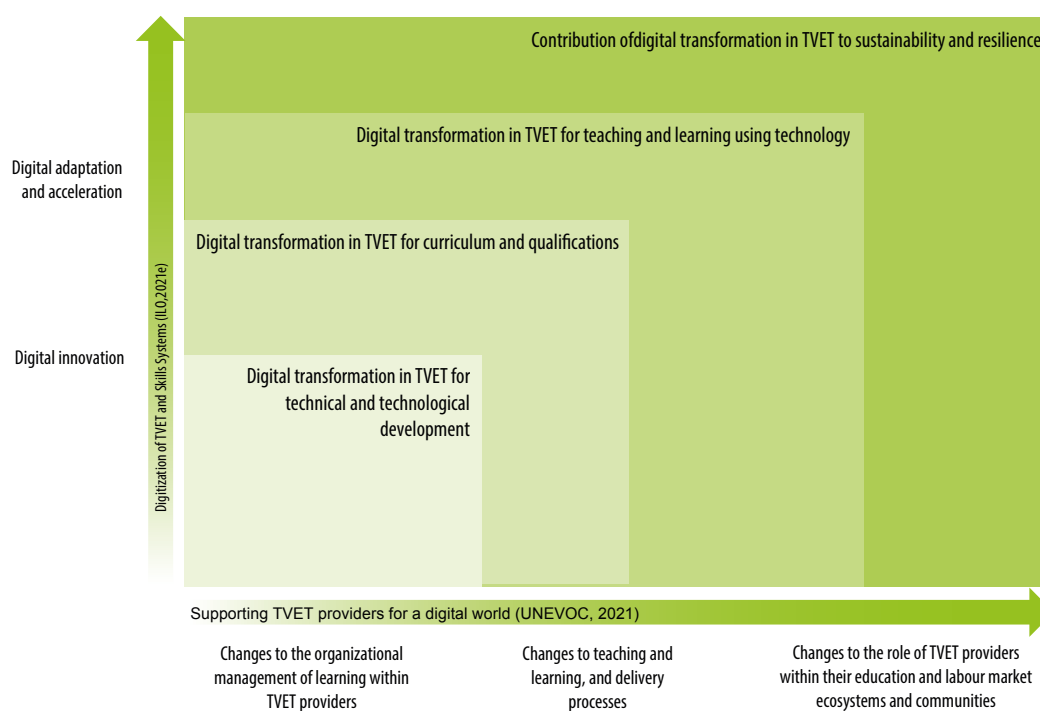 Contribution ofdigital transformation in TVET to sustainability and resilience
Digital transformation in TVET for teaching and learning using technology
Digital adaptation
and acceleration
Digital transformation in TVET for curriculum and qualifications
Digital innovation
Digitization of TVET and Skills Systems (ILO,2021e)
Digital transformation in TVET for
technical and technological
development
Supporting TVET providers for a digital world (UNEVOC, 2021)
Changes to the organizational
management of learning within
TVET providers
Changes to teaching and
learning, and delivery
processes
Changes to the role of TVET providers
within their education and labour market
ecosystems and communities